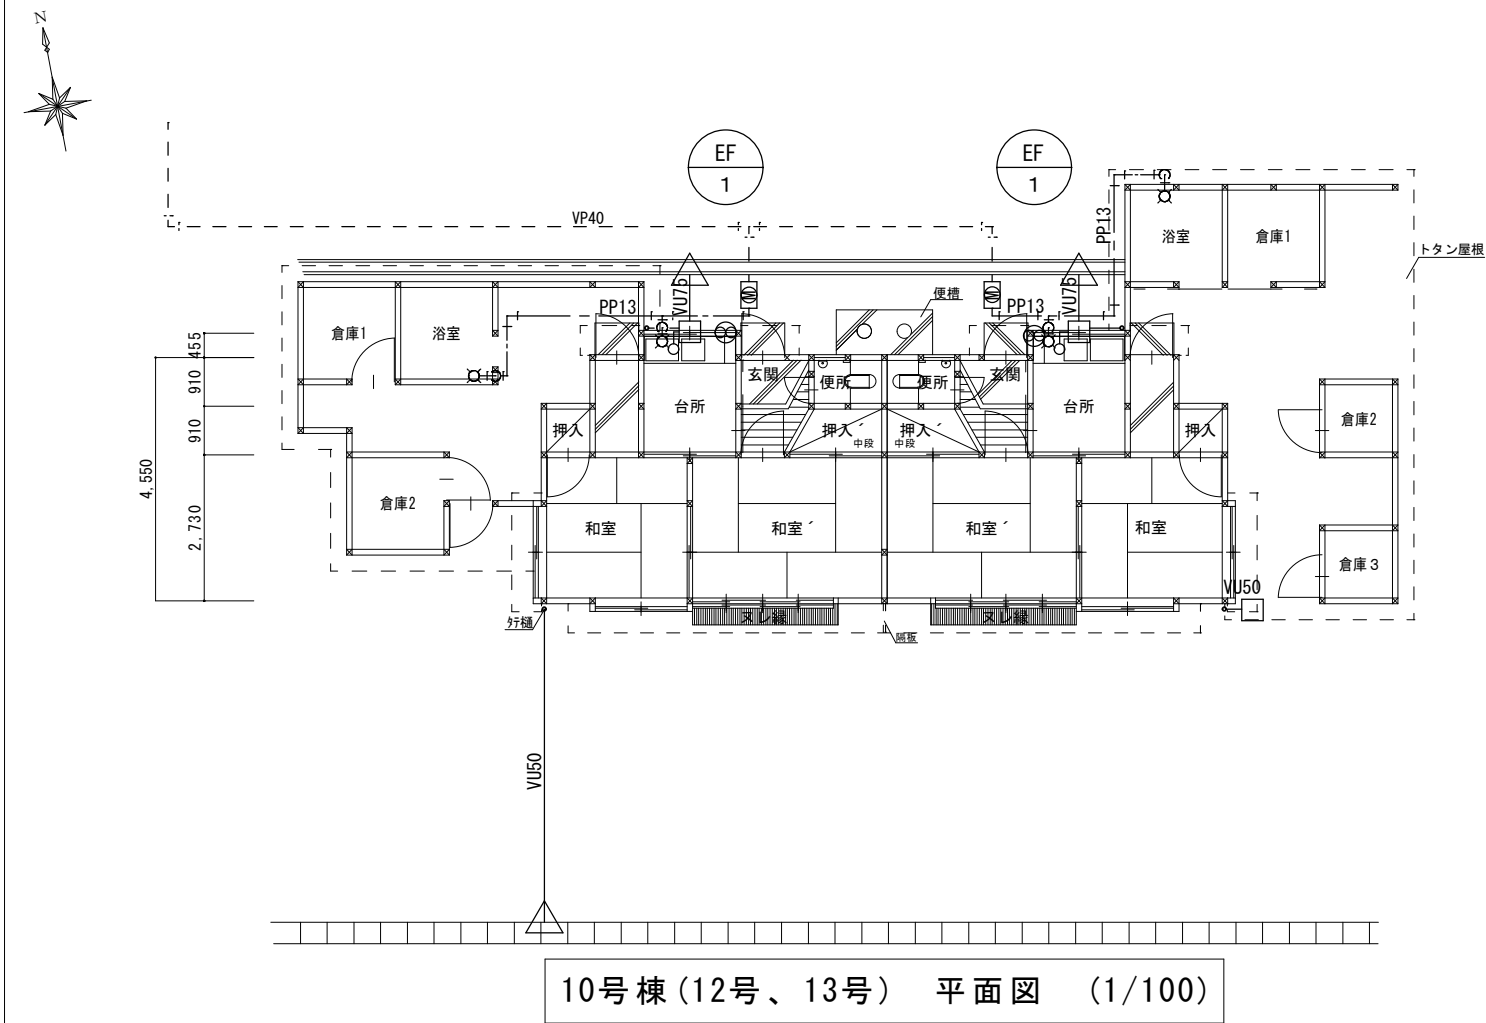 N
EF
1
EF
1
VP40
PP13
浴室
倉庫1
トタン屋根
便槽
PP13
VU75
PP13
VU75
倉庫1
浴室
455
910
910
2,730
4,550
玄関
便所
便所
玄関
台所
台所
押入
押入´
中段
押入´
中段
押入
倉庫2
倉庫2
和室
和室´
和室´
和室
倉庫3
VU50
ヌレ縁
ヌレ縁
タテ樋
隔板
VU50
10号棟(12号、13号) 平面図 (1/100)